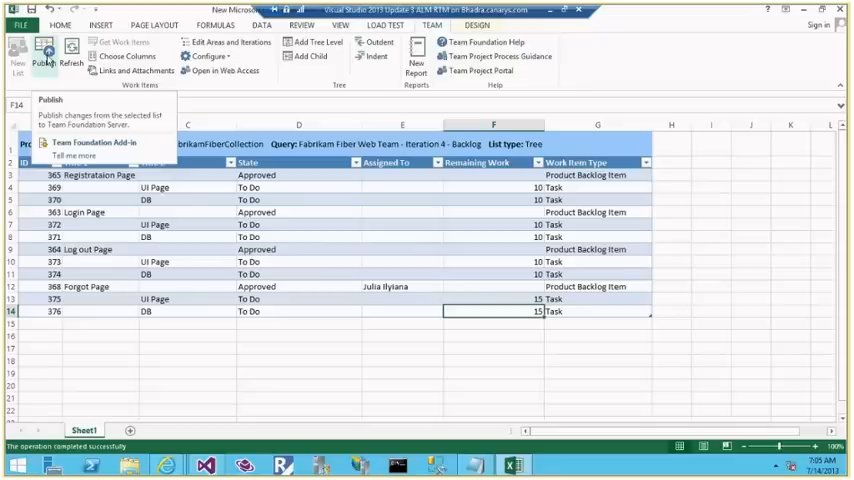 New Microsoft
Visual Studio 2013 Update 3 ALM RTM on Bhadra.canarys.com
Sign in
FILE HOME INSERT PAGE LAYOUT FORMULAS DATA REVIEW VIEW LOAD TEST TEAM DESIGN
New List
Publish
Refresh
Get Work Items
Choose Columns
Links and Attachments
Edit Areas and Iterations
Configure
Open in Web Access
Add Tree Level
Add Child
Outdent
Indent
New Report
Team Foundation Help
Team Project Process Guidance
Team Project Portal
Work Items Tree Reports
F14
Publish
Publish changes from the selected list
to Team Foundation Server.
Team Foundation Add-in
Tell me more
C D E F G H I J K L
1 Pro abrikamFiberCollection Query: Fabrikam Fiber Web Team - Iteration 4 - Backlog List type: Tree
2 ID State Assigned To Remaining Work Work Item Type
3 365 Registrataion Page Approved Product Backlog Item
4 369 UI Page To Do 10 Task
5 370 DB To Do 10 Task
6 363 Login Page Approved Product Backlog Item
7 372 UI Page To Do 10 Task
8 371 DB To Do 10 Task
9 364 Log out Page Approved Product Backlog Item
10 373 UI Page To Do 10 Task
11 374 DB To Do 10 Task
12 368 Forgot Page Approved Julia Ilyiana Product Backlog Item
13 375 UI Page To Do 15 Task
14 376 DB To Do 15 Task
15
16
17
18
19
20
21
22
Sheet1
The operation completed successfully
100%
7:05 AM
7/14/2013